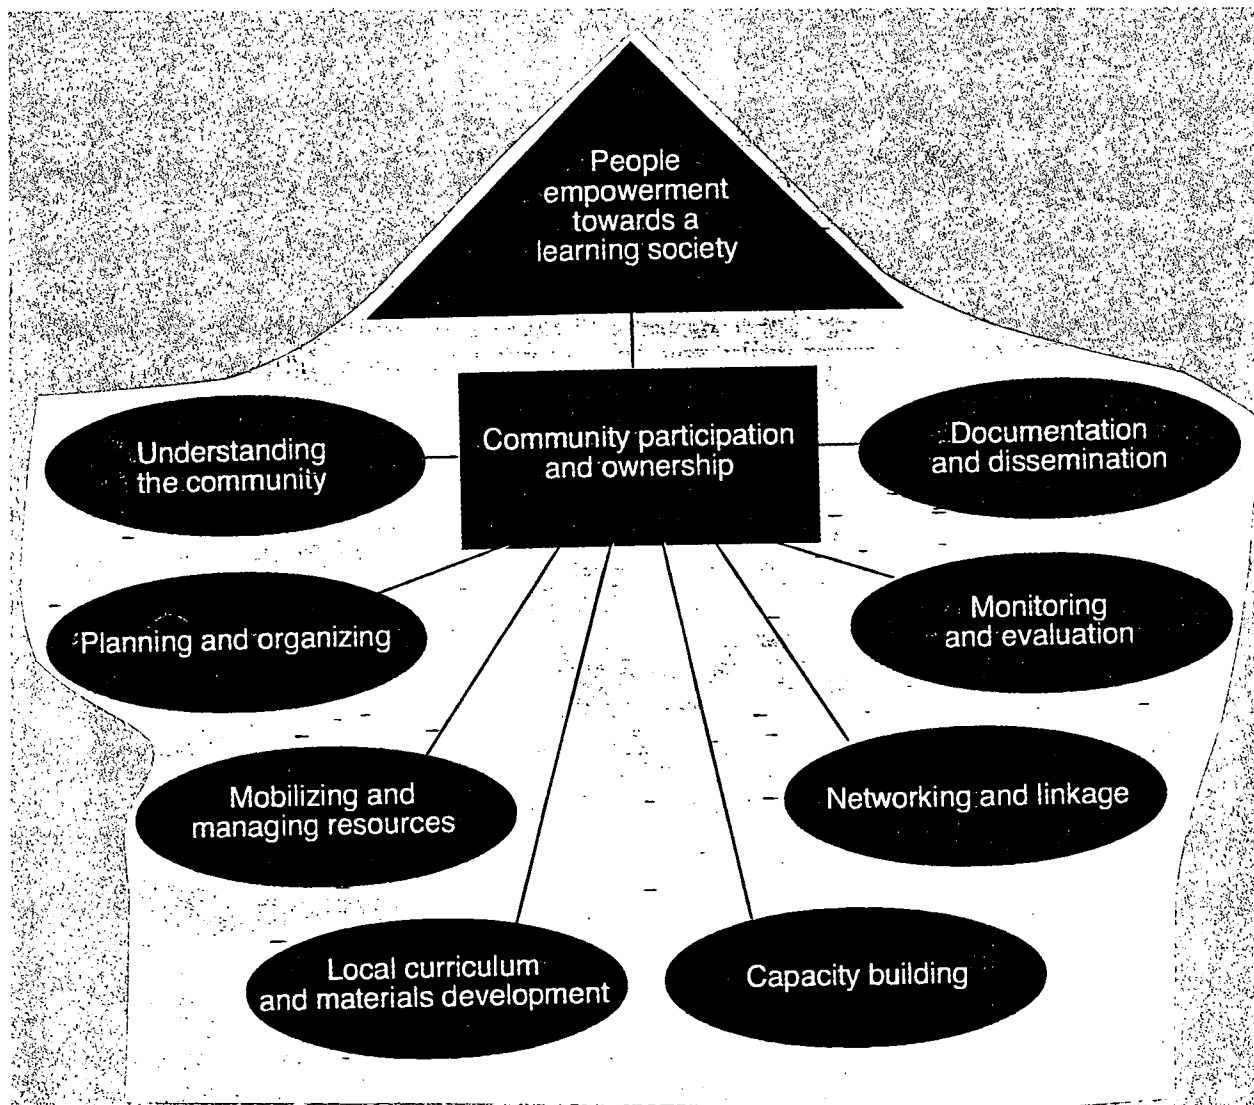 People
empowerment
towards a
learning society
Community participation
and ownership
Understanding
the community
Documentation
and dissemination
Planning and organizing
Monitoring
and evaluation
Mobilizing and
managing resources
Networking and linkage
Local curriculum
and materials development
Capacity building